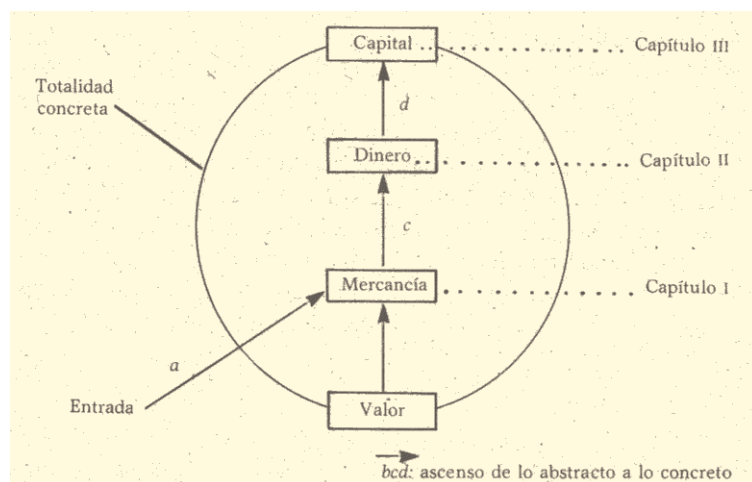 Capital
Capítulo III
Totalidad
concreta
d
Dinero
Capítulo II
c
Mercancía
Capítulo I
a
Entrada
Valor
bcd: ascenso de lo abstracto a lo concreto